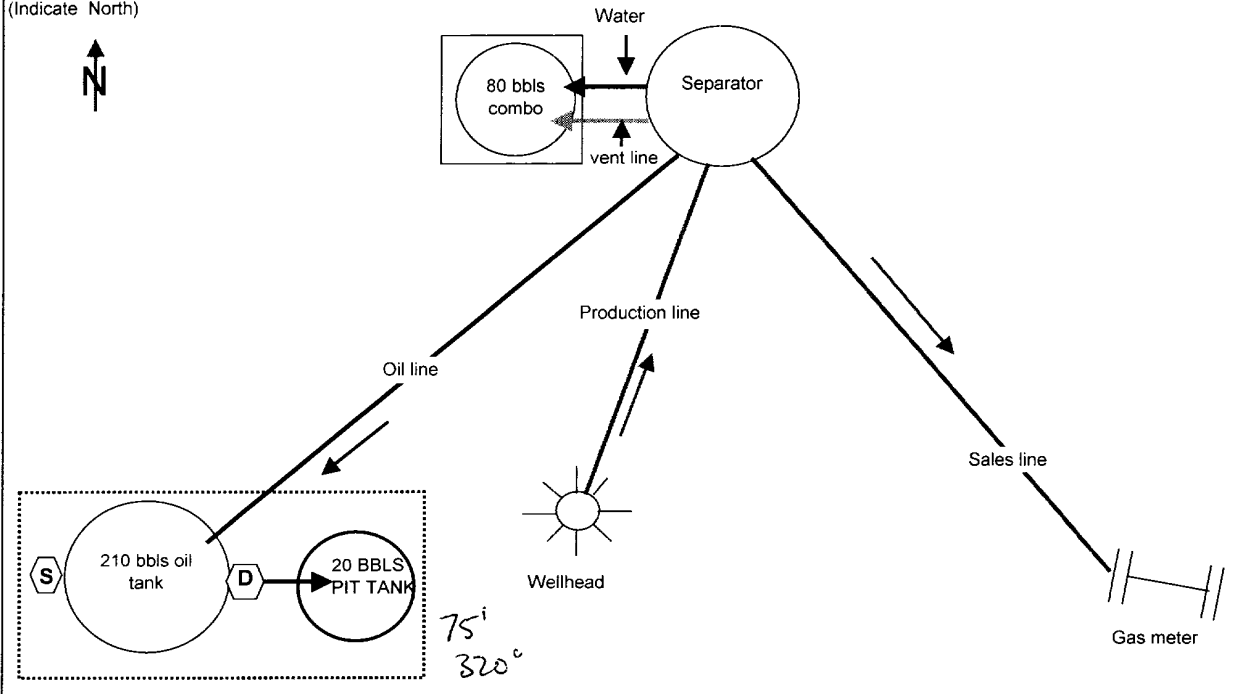 (Indicate North)
N
Water
80 bbls
combo
Separator
vent line
Production line
Oil line
Sales line
S
210 bbls oil
tank
D
20 BBLS
PIT TANK
Wellhead
75'
320°
Gas meter